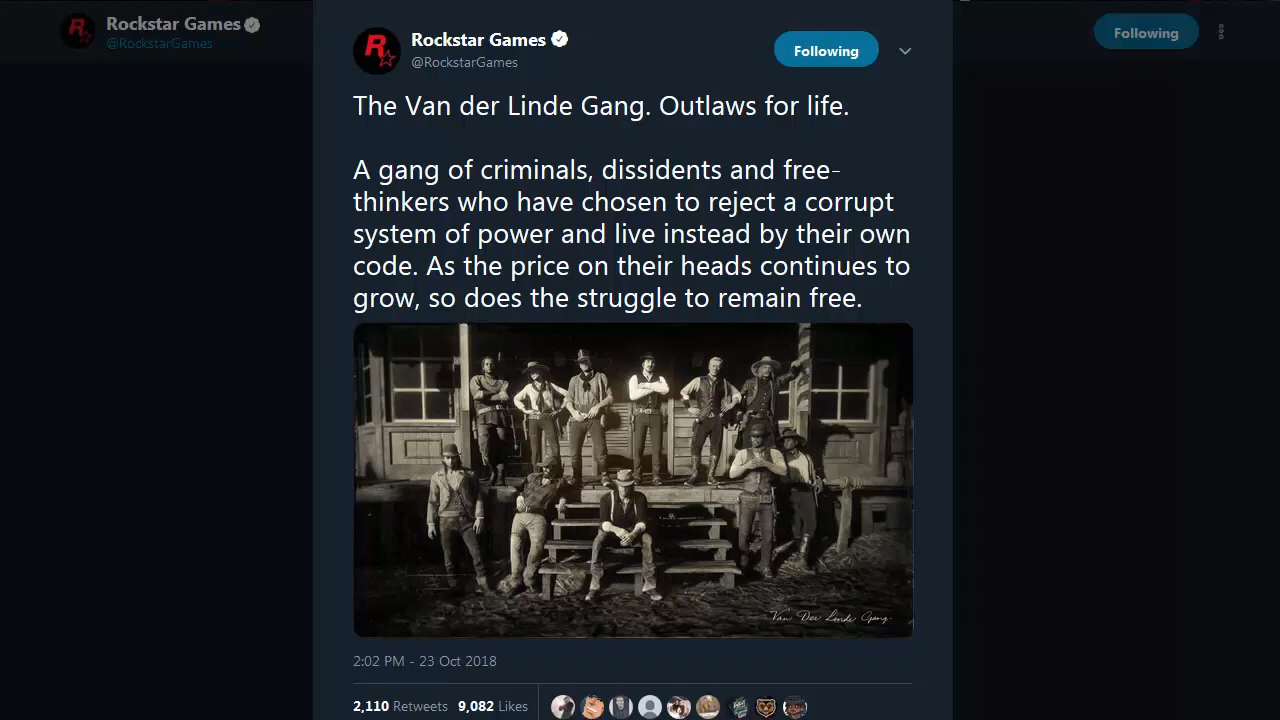 Rockstar Games
@RockstarGames
Following
Rockstar Games
@RockstarGames
Following
The Van der Linde Gang. Outlaws for life.
A gang of criminals, dissidents and free-
thinkers who have chosen to reject a corrupt
system of power and live instead by their own
code. As the price on their heads continues to
grow, so does the struggle to remain free.
Van Der Linde Gang.
2:02 PM - 23 Oct 2018
2,110 Retweets 9,082 Likes